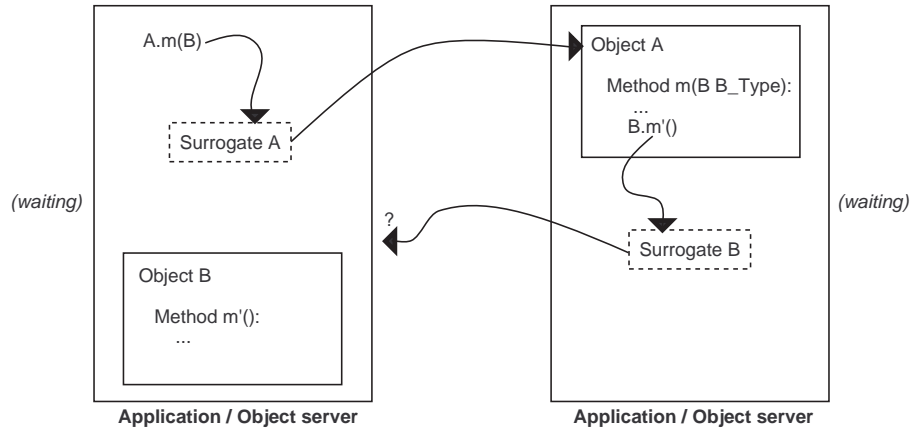 A.m(B)
Surrogate A
(waiting)
?
Object B
Method m'():
...
Application / Object server
Object A
Method m(B B_Type):
...
B.m'()
Surrogate B
(waiting)
Application / Object server